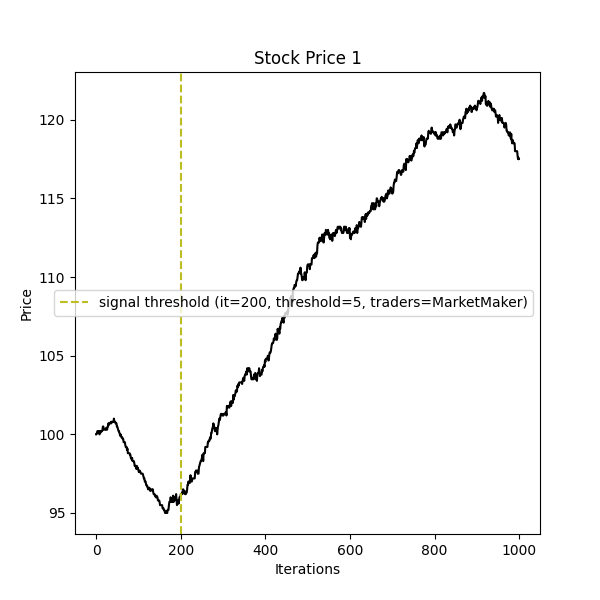 Stock Price 1
120
115
110
105
100
95
Price
signal threshold (it=200, threshold=5, traders=MarketMaker)
0 200 400 600 800 1000
Iterations